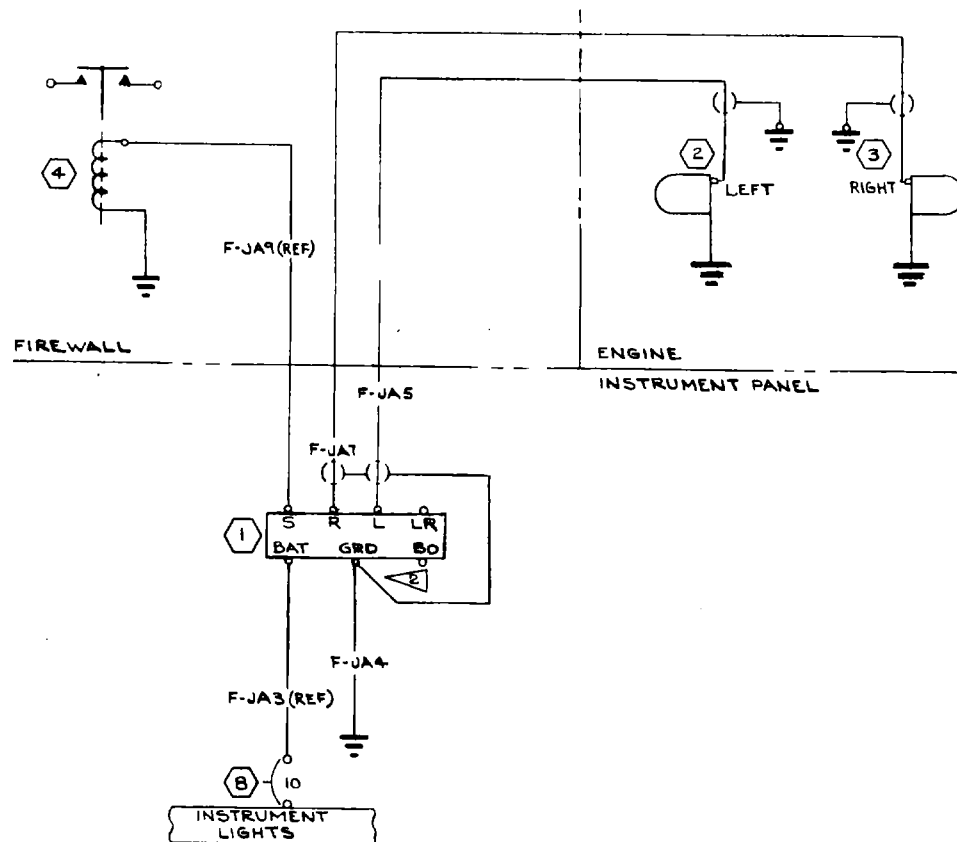 4
2
3
LEFT
RIGHT
F-JA9(REF)
FIREWALL
ENGINE
INSTRUMENT PANEL
F-JA5
F-JA7
1
S R L LR
BAT GRD BO
2
F-JA4
F-JA3(REF)
8
10
INSTRUMENT
LIGHTS